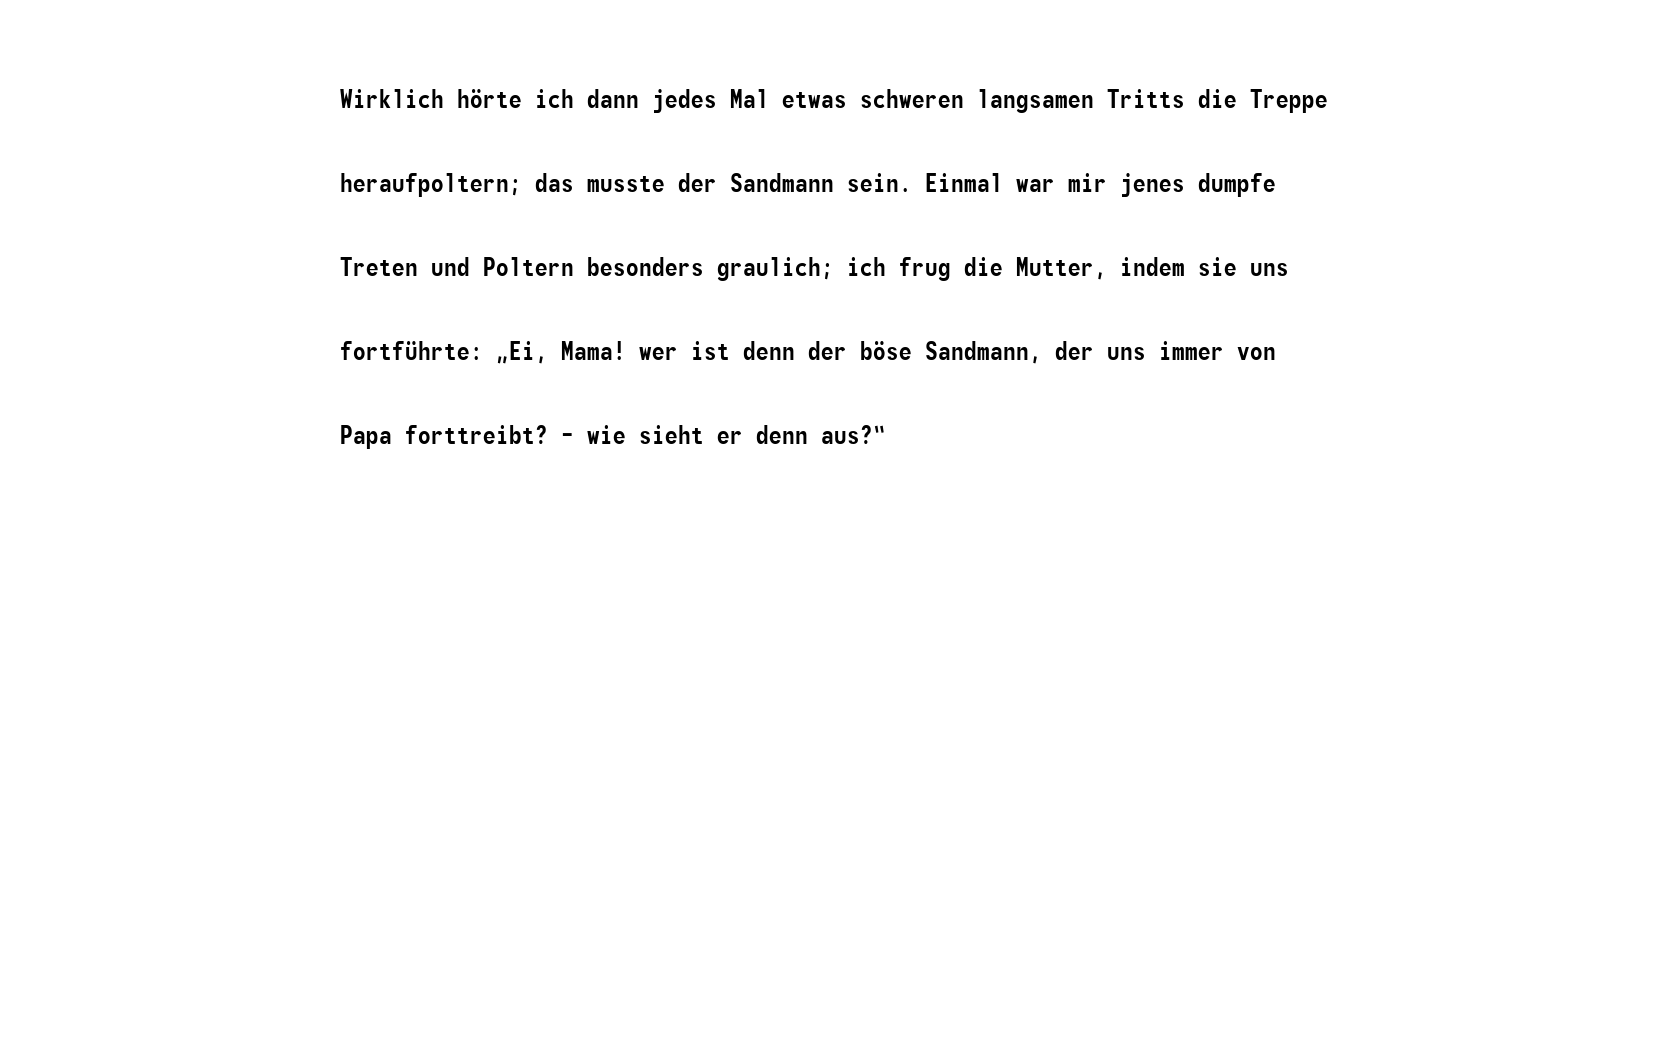 Wirklich hörte ich dann jedes Mal etwas schweren langsamen Tritts die Treppe
heraufpoltern; das musste der Sandmann sein. Einmal war mir jenes dumpfe
Treten und Poltern besonders graulich; ich frug die Mutter, indem sie uns
fortführte: „Ei, Mama! wer ist denn der böse Sandmann, der uns immer von
Papa forttreibt? – wie sieht er denn aus?“